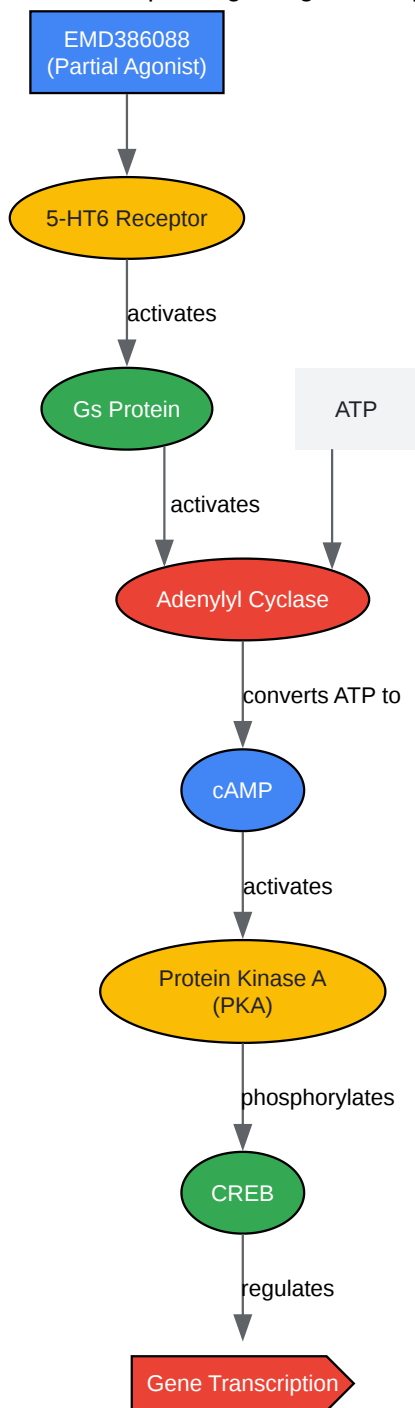 EMD386088
(Partial Agonist)
5-HT6 Receptor
activates
Gs Protein
ATP
activates
Adenylyl Cyclase
converts ATP to
cAMP
activates
Protein Kinase A
(PKA)
phosphorylates
CREB
regulates
Gene Transcription